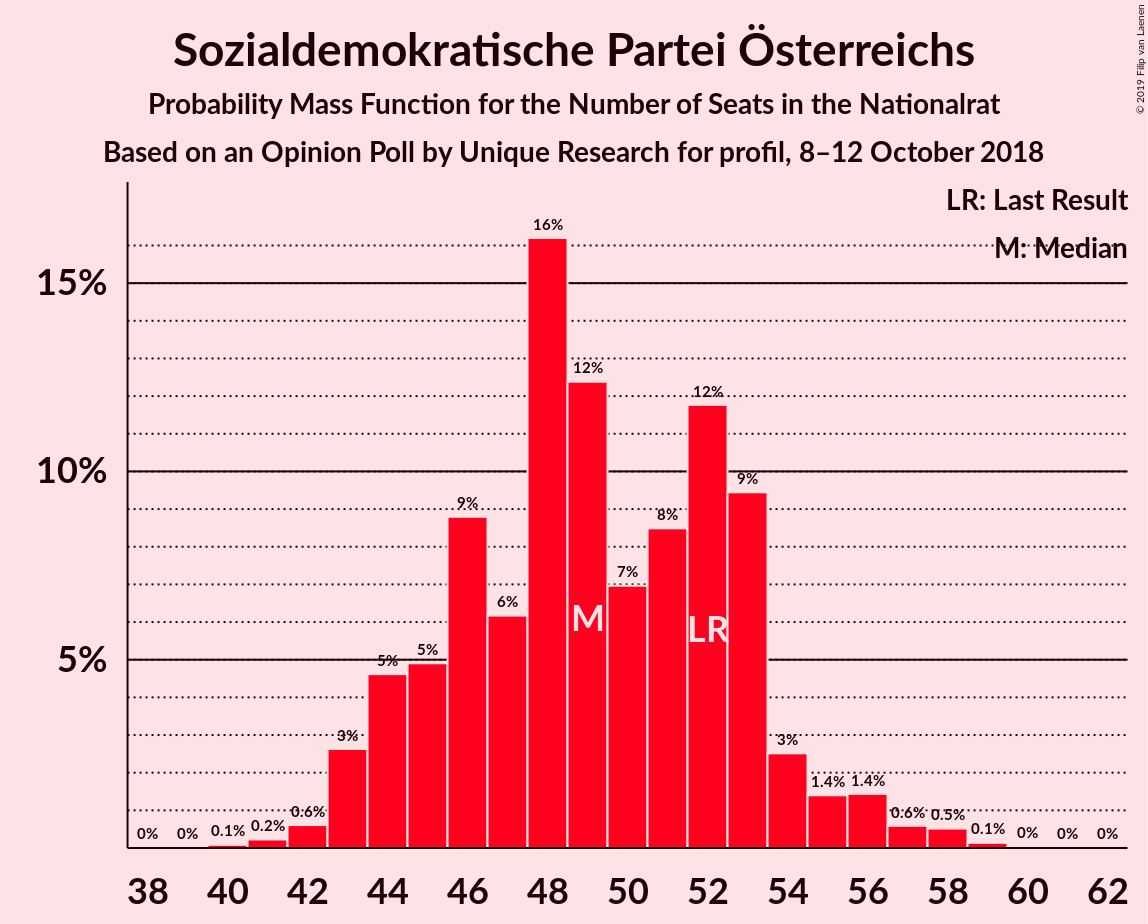 Sozialdemokratische Partei Österreichs
Probability Mass Function for the Number of Seats in the Nationalrat
Based on an Opinion Poll by Unique Research for profil, 8–12 October 2018
© 2019 Filip van Laenen
LR: Last Result
M: Median
15%
10%
5%
0% 0% 0.1% 0.2% 0.6% 3% 5% 5% 9% 6% 16% 12% 7% 8% 12% 9% 3% 1.4% 1.4% 0.6% 0.5% 0.1% 0% 0% 0%
M LR
38 40 42 44 46 48 50 52 54 56 58 60 62